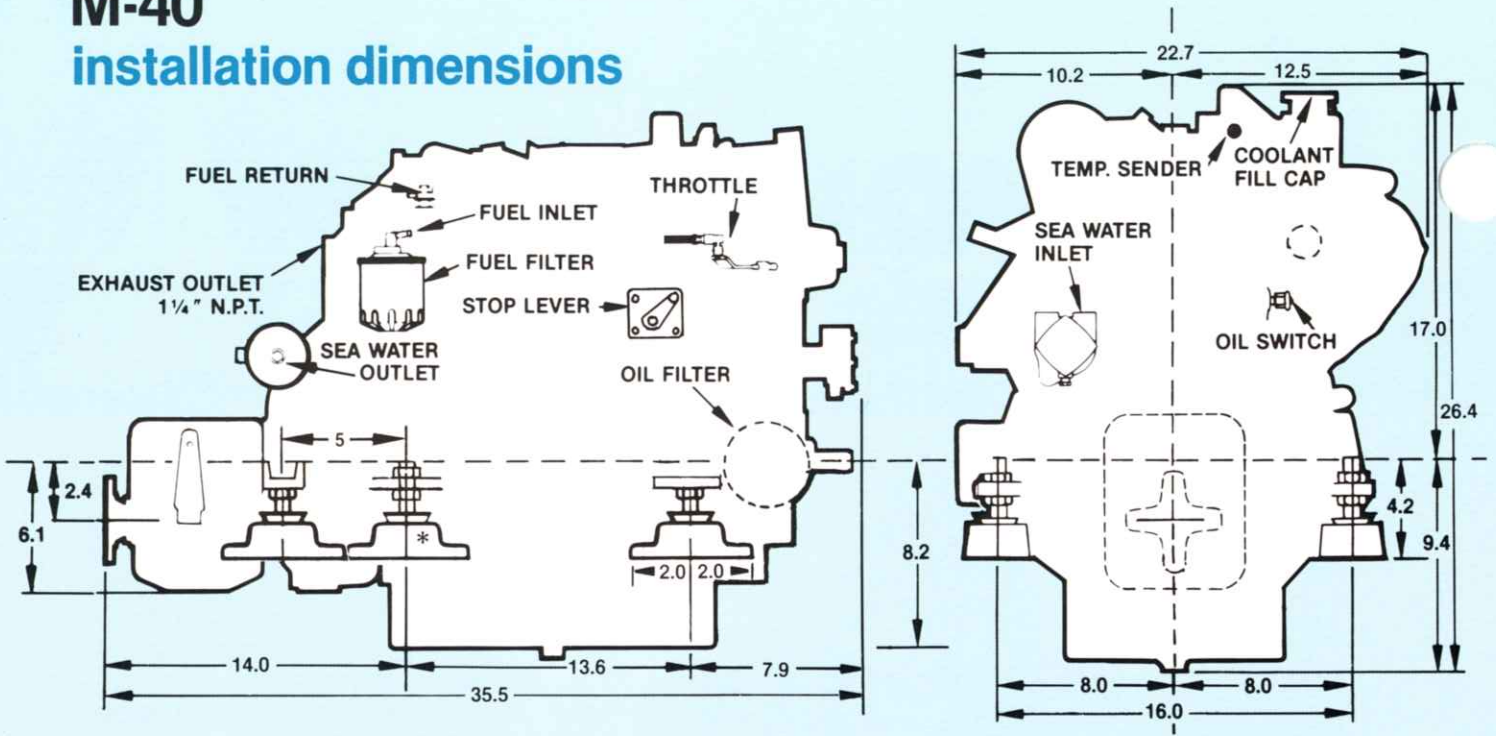 M-40
installation dimensions
FUEL RETURN
FUEL INLET
FUEL FILTER
EXHAUST OUTLET
1 1/4" N.P.T.
SEA WATER
OUTLET
THROTTLE
STOP LEVER
OIL FILTER
5
2.4
6.1
*
2.0 2.0
8.2
14.0
13.6
7.9
35.5
22.7
10.2
12.5
TEMP. SENDER
COOLANT
FILL CAP
SEA WATER
INLET
OIL SWITCH
17.0
26.4
4.2
9.4
8.0
8.0
16.0